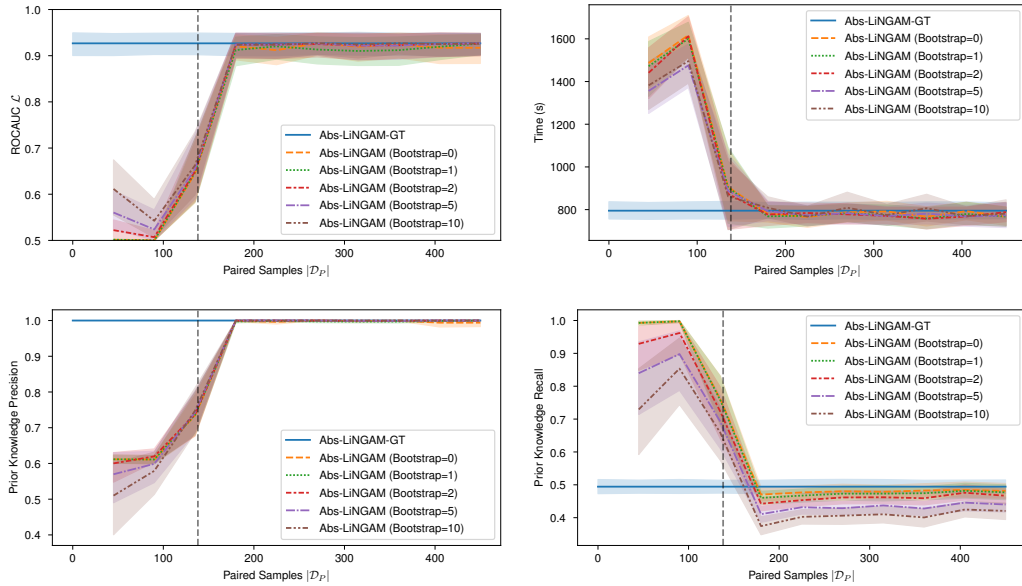 1.0
0.9
0.8
0.7
0.6
0.5
ROCAUC ℒ
0
100
200
300
400
Paired Samples |𝒟_P|
Abs-LiNGAM-GT
Abs-LiNGAM (Bootstrap=0)
Abs-LiNGAM (Bootstrap=1)
Abs-LiNGAM (Bootstrap=2)
Abs-LiNGAM (Bootstrap=5)
Abs-LiNGAM (Bootstrap=10)
1600
1400
1200
1000
800
Time (s)
0
100
200
300
400
Paired Samples |𝒟_P|
Abs-LiNGAM-GT
Abs-LiNGAM (Bootstrap=0)
Abs-LiNGAM (Bootstrap=1)
Abs-LiNGAM (Bootstrap=2)
Abs-LiNGAM (Bootstrap=5)
Abs-LiNGAM (Bootstrap=10)
1.0
0.9
0.8
0.7
0.6
0.5
0.4
Prior Knowledge Precision
0
100
200
300
400
Paired Samples |𝒟_P|
Abs-LiNGAM-GT
Abs-LiNGAM (Bootstrap=0)
Abs-LiNGAM (Bootstrap=1)
Abs-LiNGAM (Bootstrap=2)
Abs-LiNGAM (Bootstrap=5)
Abs-LiNGAM (Bootstrap=10)
1.0
0.9
0.8
0.7
0.6
0.5
0.4
Prior Knowledge Recall
0
100
200
300
400
Paired Samples |𝒟_P|
Abs-LiNGAM-GT
Abs-LiNGAM (Bootstrap=0)
Abs-LiNGAM (Bootstrap=1)
Abs-LiNGAM (Bootstrap=2)
Abs-LiNGAM (Bootstrap=5)
Abs-LiNGAM (Bootstrap=10)